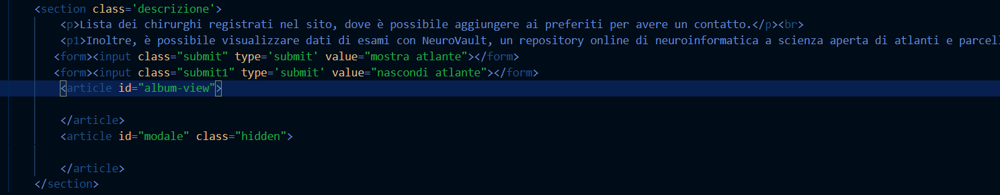 <section class='descrizione'>
<p>Lista dei chirurghi registrati nel sito, dove è possibile aggiungere ai preferiti per avere un contatto.</p><br>
<p1>Inoltre, è possibile visualizzare dati di esami con NeuroVault, un repository online di neuroinformatica a scienza aperta di atlanti e parcell
<form><input class="submit" type='submit' value="mostra atlante"></form>
<form><input class="submit1" type='submit' value="nascondi atlante"></form>
<article id="album-view">
</article>
<article id="modale" class="hidden">
</article>
</section>